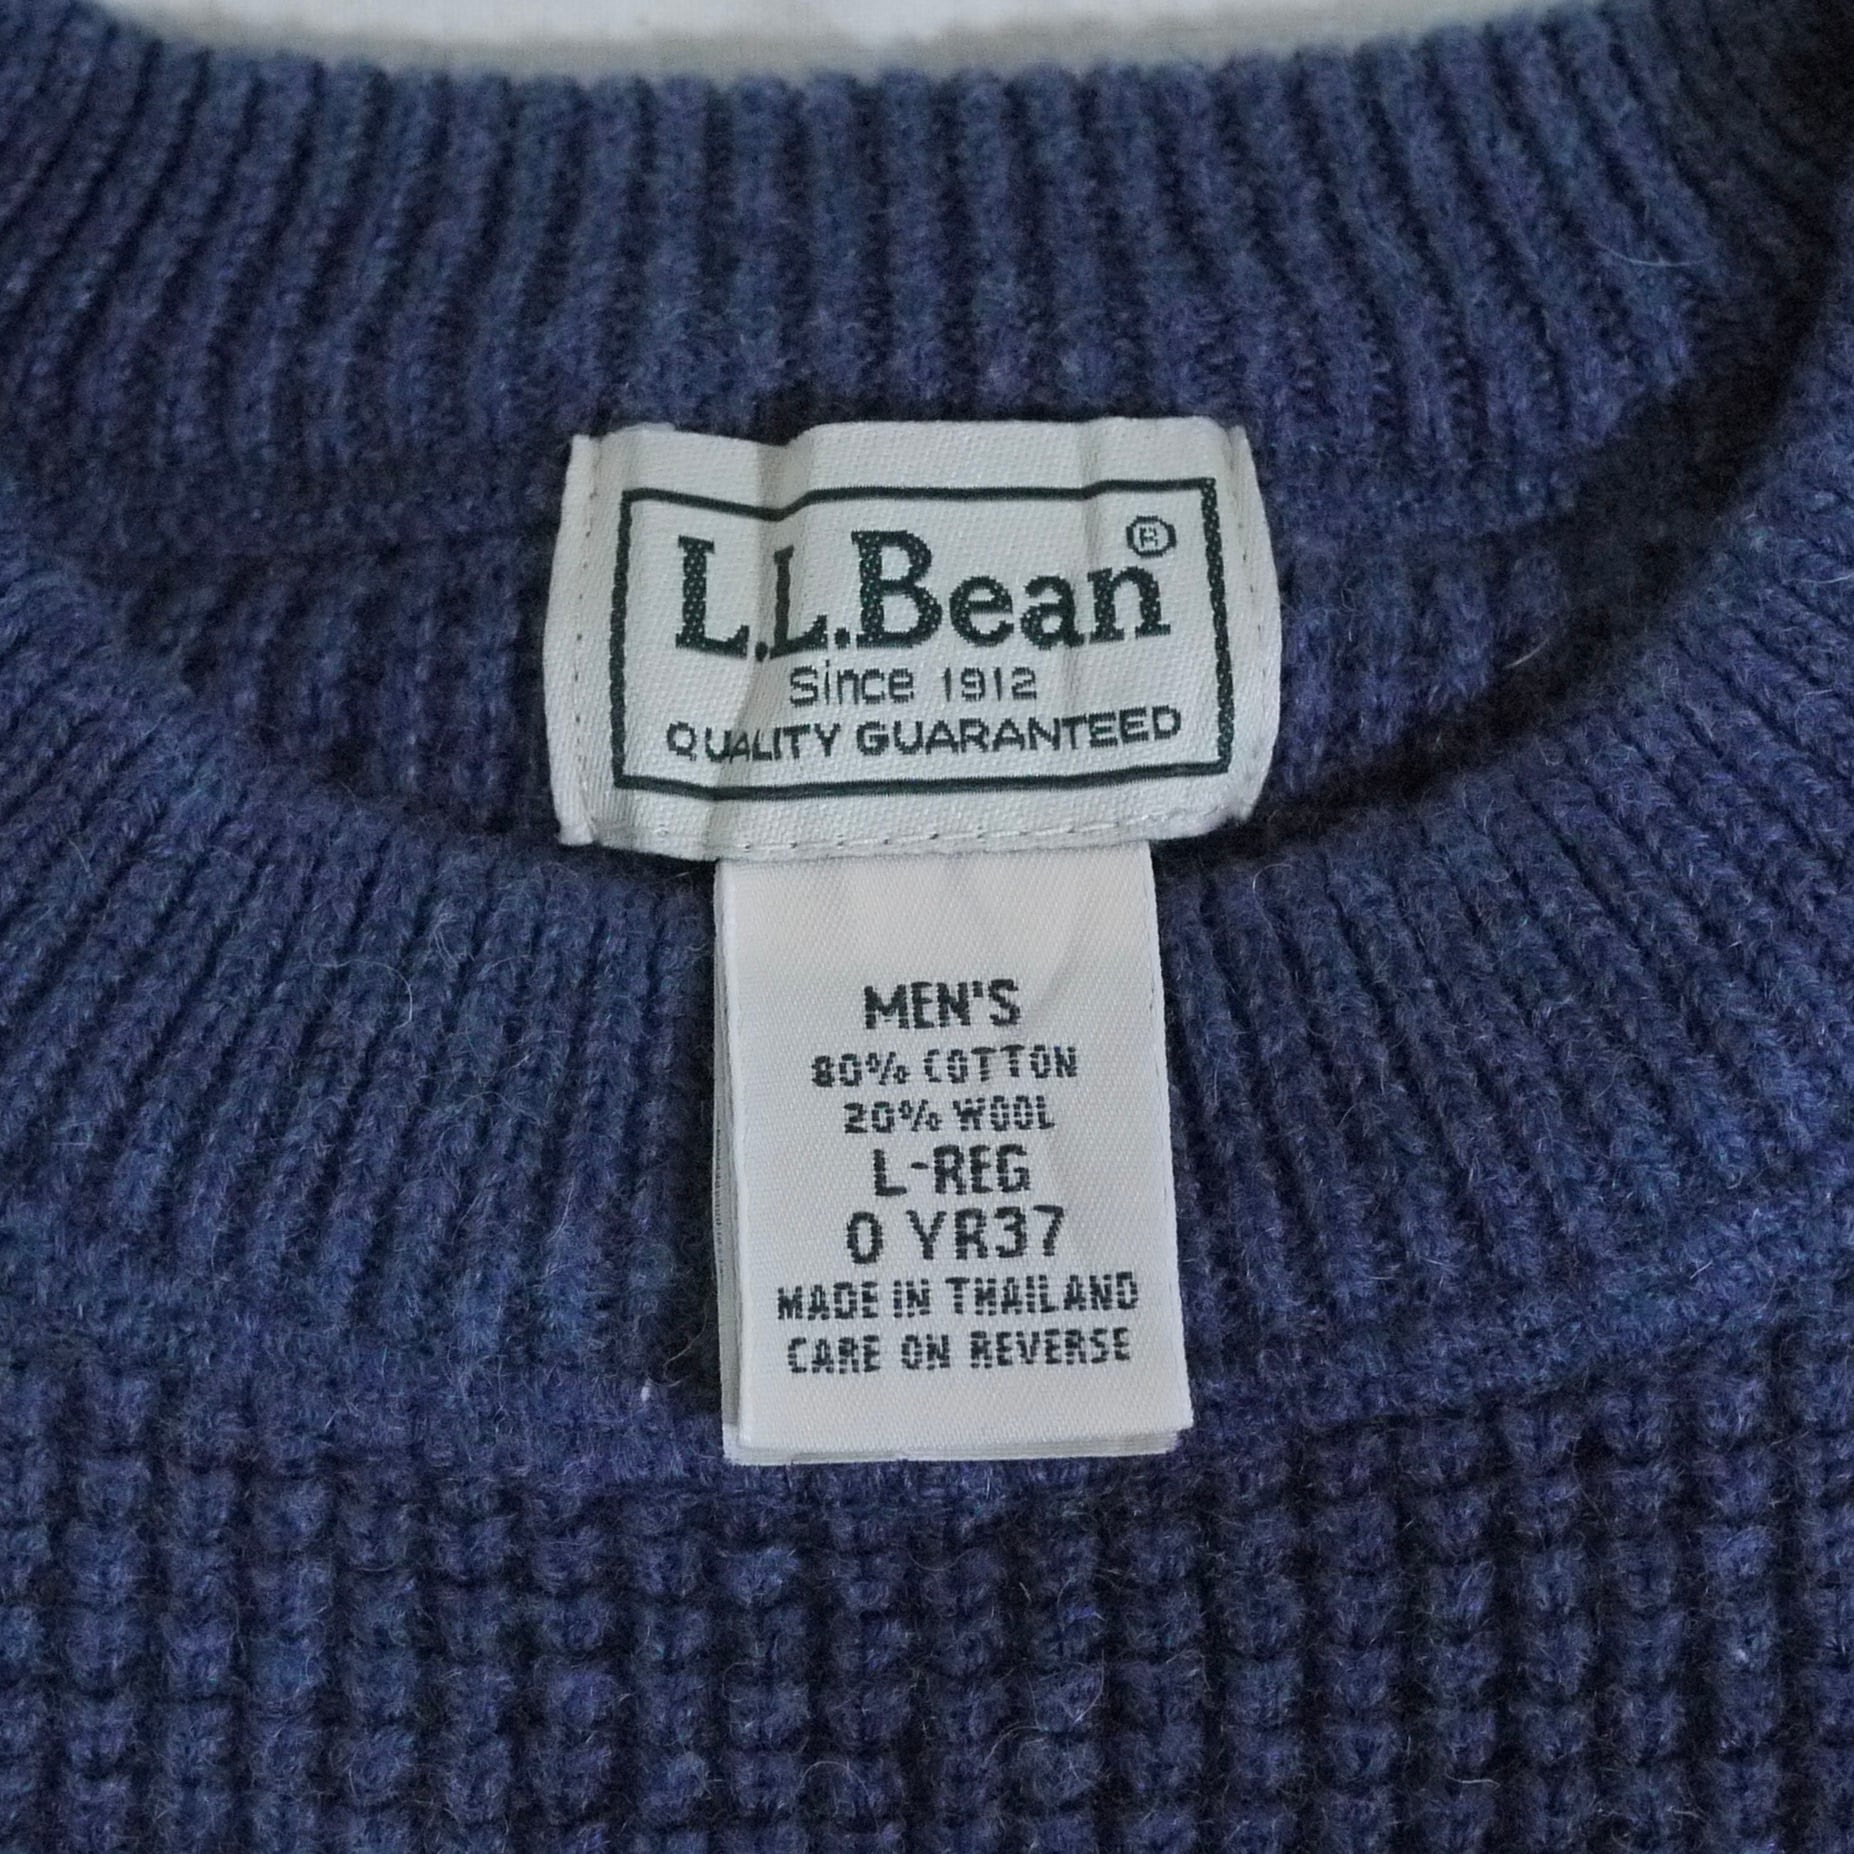 L.L.Bean®
Since 1912
QUALITY GUARANTEED
MEN'S
80% COTTON
20% WOOL
L-REG
0 YR37
MADE IN THAILAND
CARE ON REVERSE